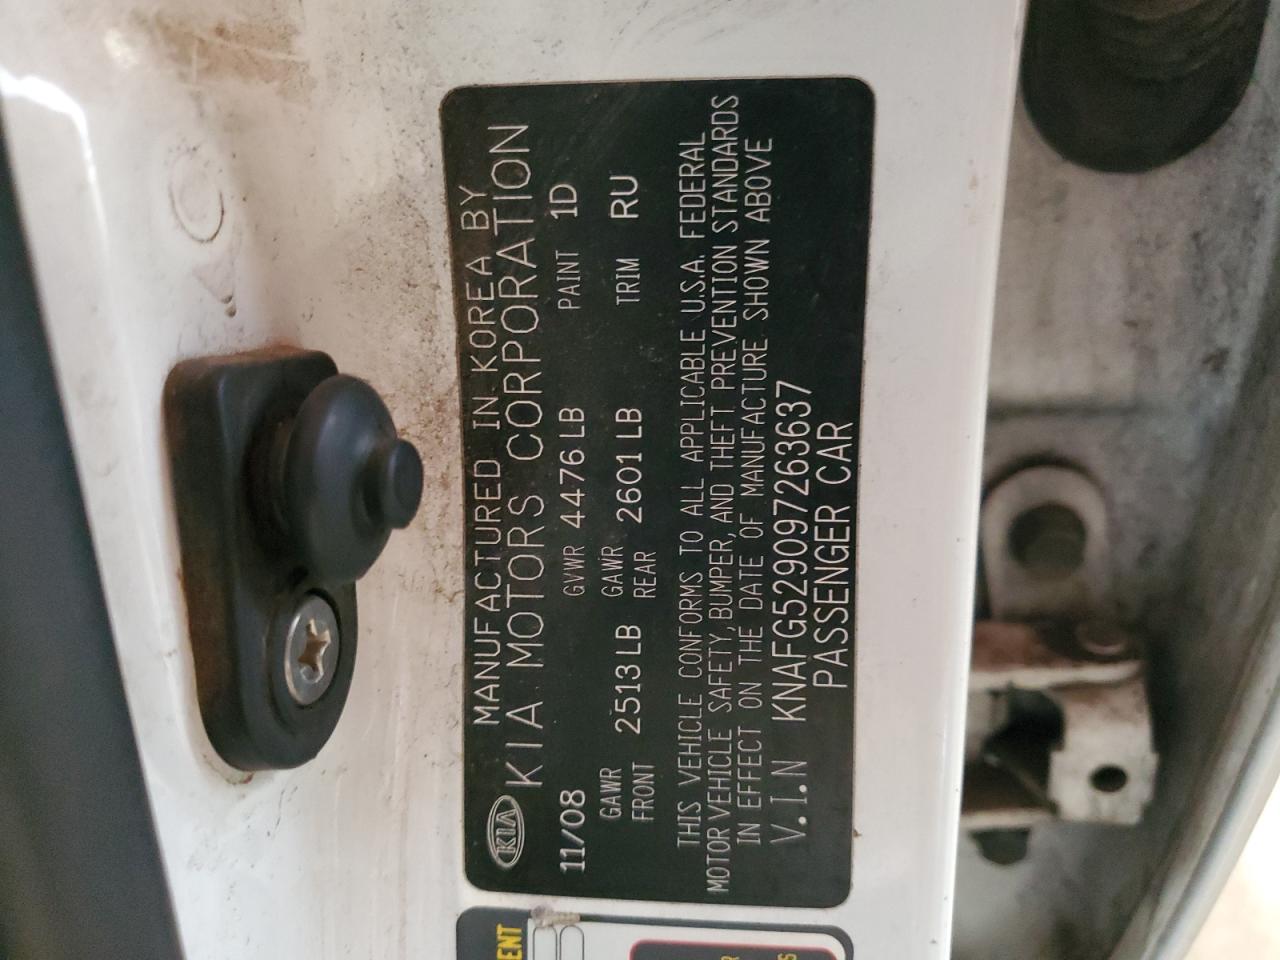 MANUFACTURED IN KOREA BY
KIA KIA MOTORS CORPORATION
11/08 GVWR 4476 LB PAINT 1D
GAWR FRONT 2513 LB GAWR REAR 2601 LB TRIM RU
THIS VEHICLE CONFORMS TO ALL APPLICABLE U.S.A. FEDERAL
MOTOR VEHICLE SAFETY, BUMPER, AND THEFT PREVENTION STANDARDS
IN EFFECT ON THE DATE OF MANUFACTURE SHOWN ABOVE
V.I.N KNAFG529097263637
PASSENGER CAR